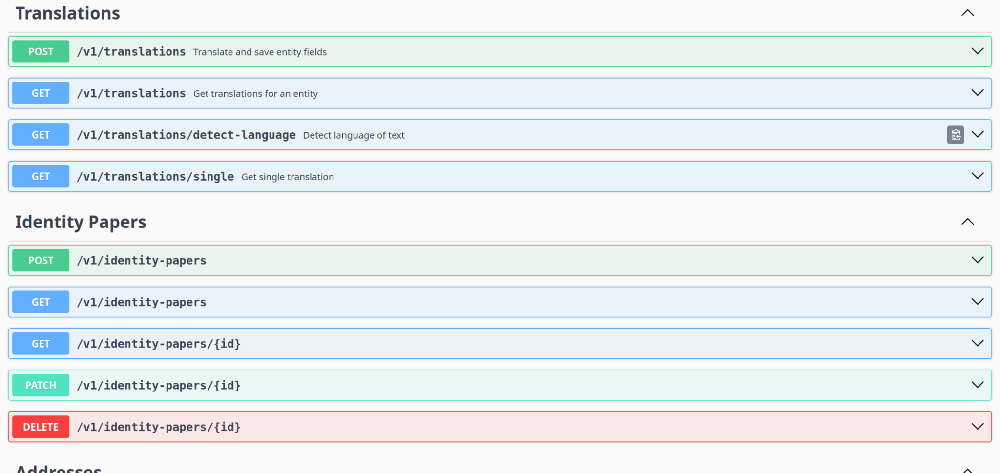 Translations
POST /v1/translations Translate and save entity fields
GET /v1/translations Get translations for an entity
GET /v1/translations/detect-language Detect language of text
GET /v1/translations/single Get single translation
Identity Papers
POST /v1/identity-papers
GET /v1/identity-papers
GET /v1/identity-papers/{id}
PATCH /v1/identity-papers/{id}
DELETE /v1/identity-papers/{id}
Addresses